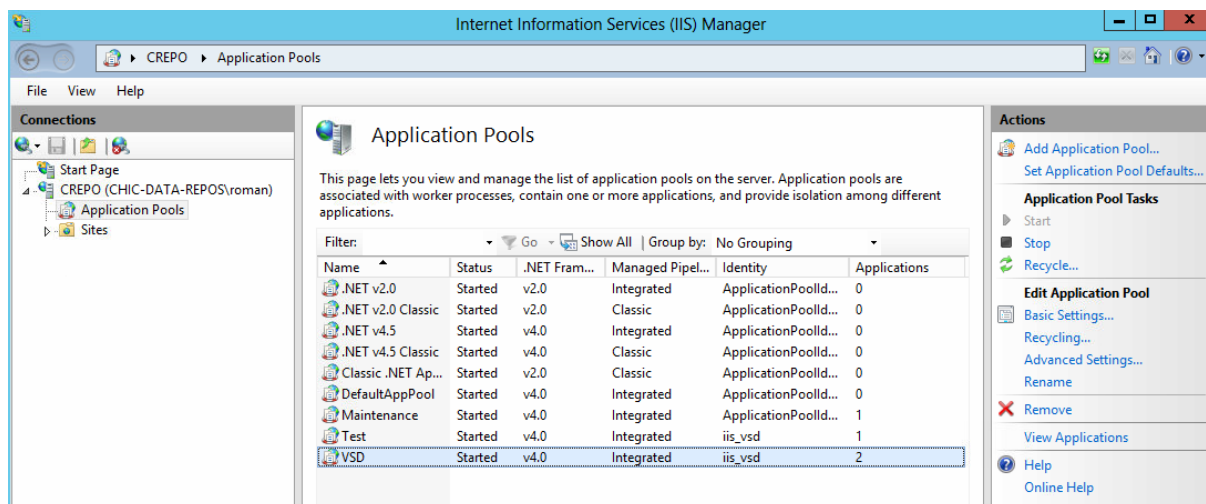 Internet Information Services (IIS) Manager
CREPO Application Pools
File View Help
Connections
Start Page
CREPO (CHIC-DATA-REPOS\roman)
Application Pools
Sites
Application Pools
This page lets you view and manage the list of application pools on the server. Application pools are
associated with worker processes, contain one or more applications, and provide isolation among different
applications.
Filter: Go Show All Group by: No Grouping
Name Status .NET Fram... Managed Pipel... Identity Applications
.NET v2.0 Started v2.0 Integrated ApplicationPoolId... 0
.NET v2.0 Classic Started v2.0 Classic ApplicationPoolId... 0
.NET v4.5 Started v4.0 Integrated ApplicationPoolId... 0
.NET v4.5 Classic Started v4.0 Classic ApplicationPoolId... 0
Classic .NET Ap... Started v2.0 Classic ApplicationPoolId... 0
DefaultAppPool Started v4.0 Integrated ApplicationPoolId... 0
Maintenance Started v4.0 Integrated ApplicationPoolId... 1
Test Started v4.0 Integrated iis_vsd 1
VSD Started v4.0 Integrated iis_vsd 2
Actions
Add Application Pool...
Set Application Pool Defaults...
Application Pool Tasks
Start
Stop
Recycle...
Edit Application Pool
Basic Settings...
Recycling...
Advanced Settings...
Rename
Remove
View Applications
Help
Online Help